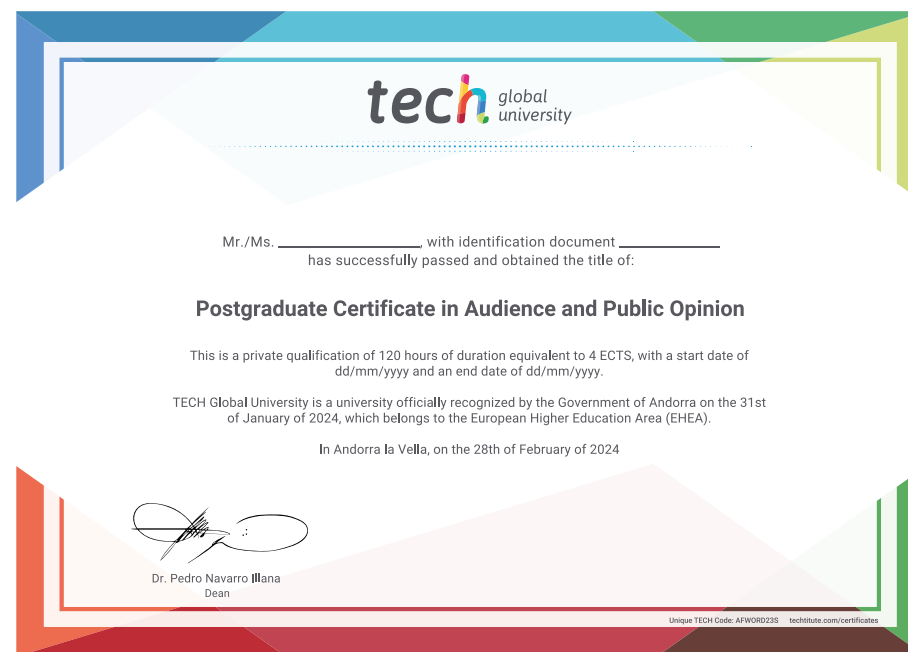 tech global university
Mr./Ms. ____________________, with identification document ______________
has successfully passed and obtained the title of:
Postgraduate Certificate in Audience and Public Opinion
This is a private qualification of 120 hours of duration equivalent to 4 ECTS, with a start date of
dd/mm/yyyy and an end date of dd/mm/yyyy.
TECH Global University is a university officially recognized by the Government of Andorra on the 31st
of January of 2024, which belongs to the European Higher Education Area (EHEA).
In Andorra la Vella, on the 28th of February of 2024
Dr. Pedro Navarro Illana
Dean
Unique TECH Code: AFWORD23S techtitute.com/certificates